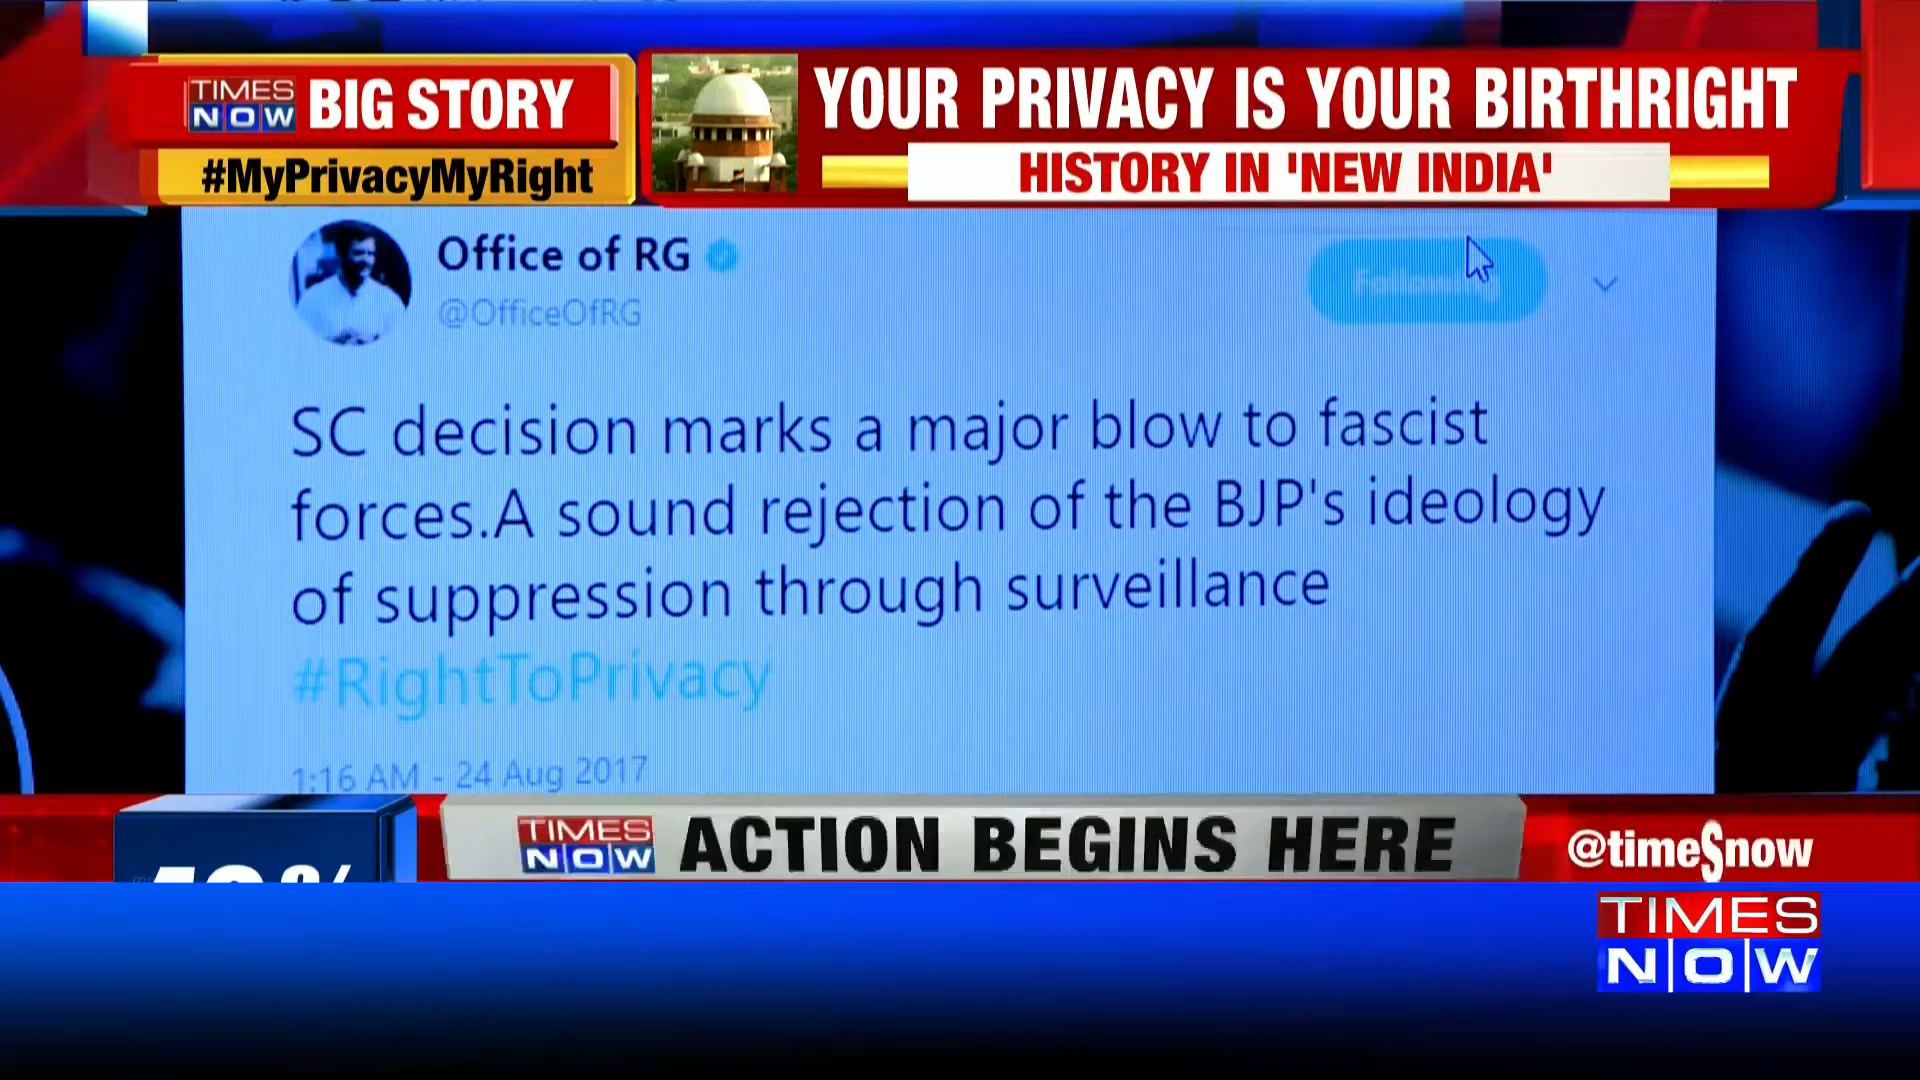 TIMES NOW BIG STORY
#MyPrivacyMyRight
YOUR PRIVACY IS YOUR BIRTHRIGHT
HISTORY IN 'NEW INDIA'
Office of RG
@OfficeOfRG
Following
SC decision marks a major blow to fascist
forces.A sound rejection of the BJP's ideology
of suppression through surveillance
#RightToPrivacy
1:16 AM - 24 Aug 2017
TIMES NOW ACTION BEGINS HERE
@timeSnow
TIMES
NOW